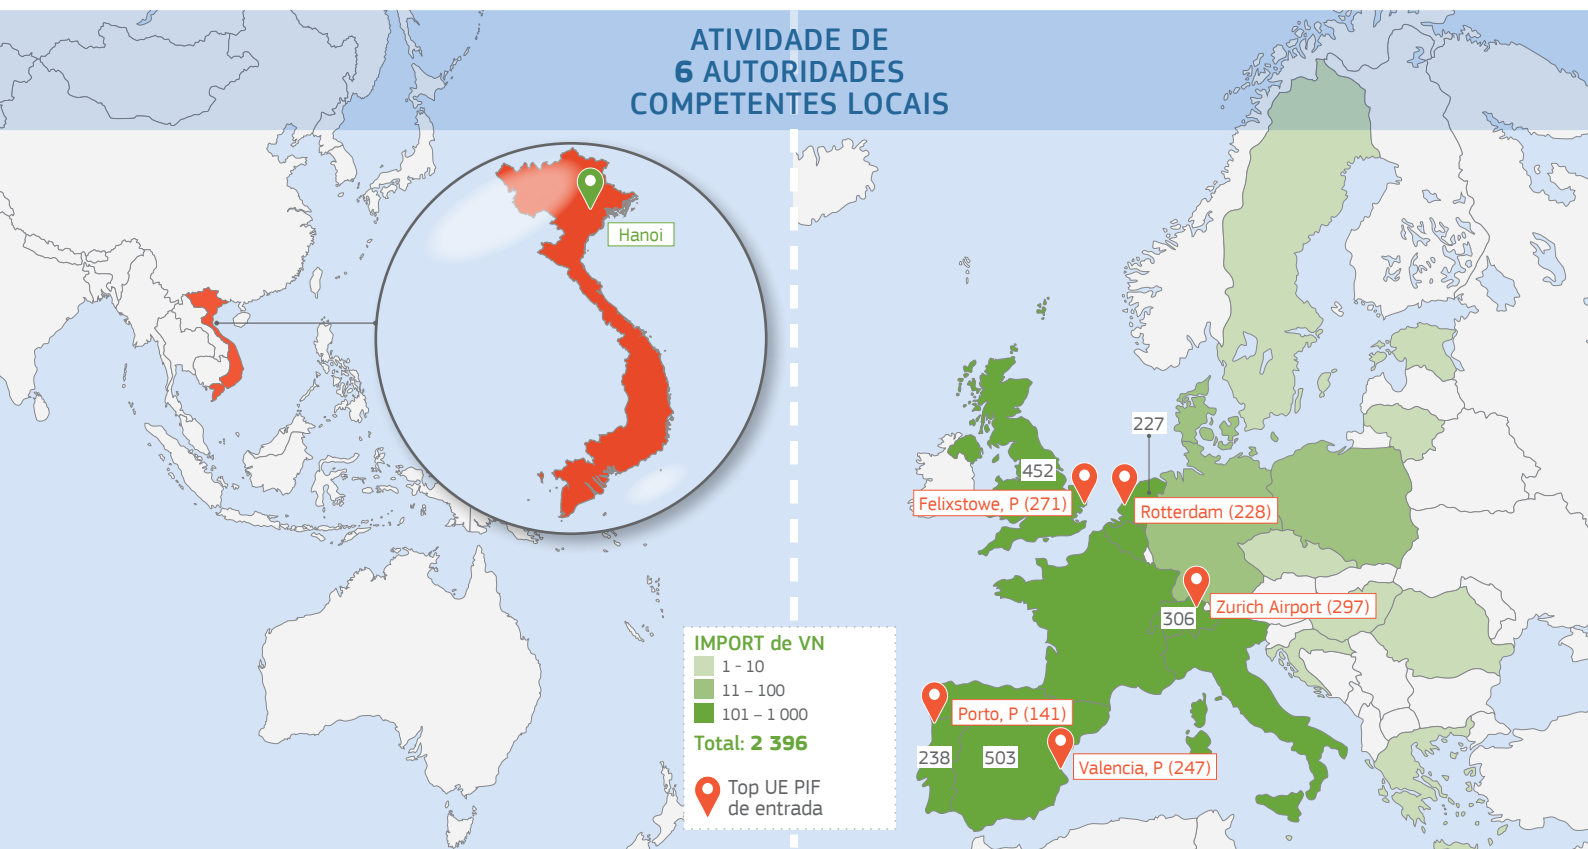 ATIVIDADE DE
6 AUTORIDADES
COMPETENTES LOCAIS
Hanoi
227
452
Felixstowe, P (271)
Rotterdam (228)
Zurich Airport (297)
306
Porto, P (141)
238
503
Valencia, P (247)
IMPORT de VN
1 - 10
11 – 100
101 – 1 000
Total: 2 396
Top UE PIF
de entrada